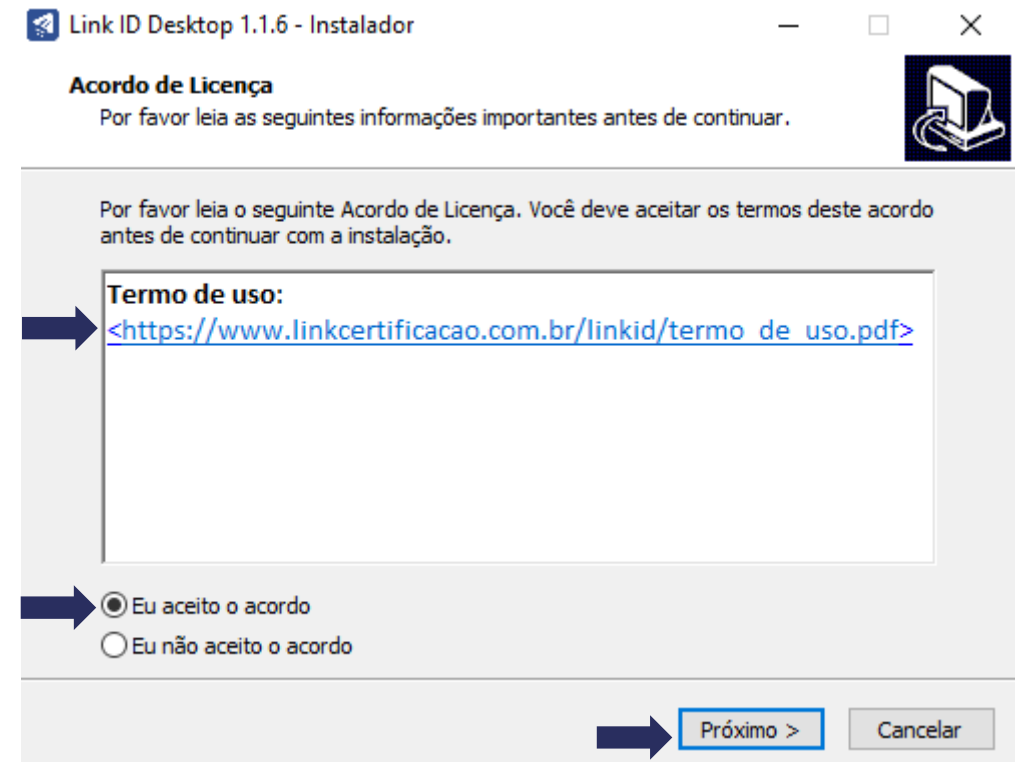 Link ID Desktop 1.1.6 - Instalador
Acordo de Licença
Por favor leia as seguintes informações importantes antes de continuar.
Por favor leia o seguinte Acordo de Licença. Você deve aceitar os termos deste acordo
antes de continuar com a instalação.
Termo de uso:
<https://www.linkcertificacao.com.br/linkid/termo_de_uso.pdf>
Eu aceito o acordo
Eu não aceito o acordo
Próximo >
Cancelar